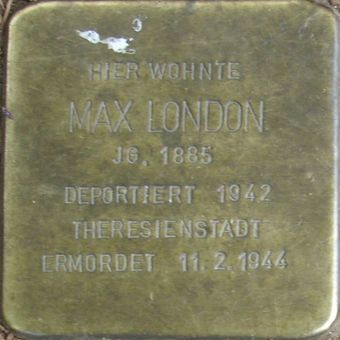 HIER WOHNTE
MAX LONDON
JG. 1885
DEPORTIERT 1942
THERESIENSTADT
ERMORDET 11.2.1944